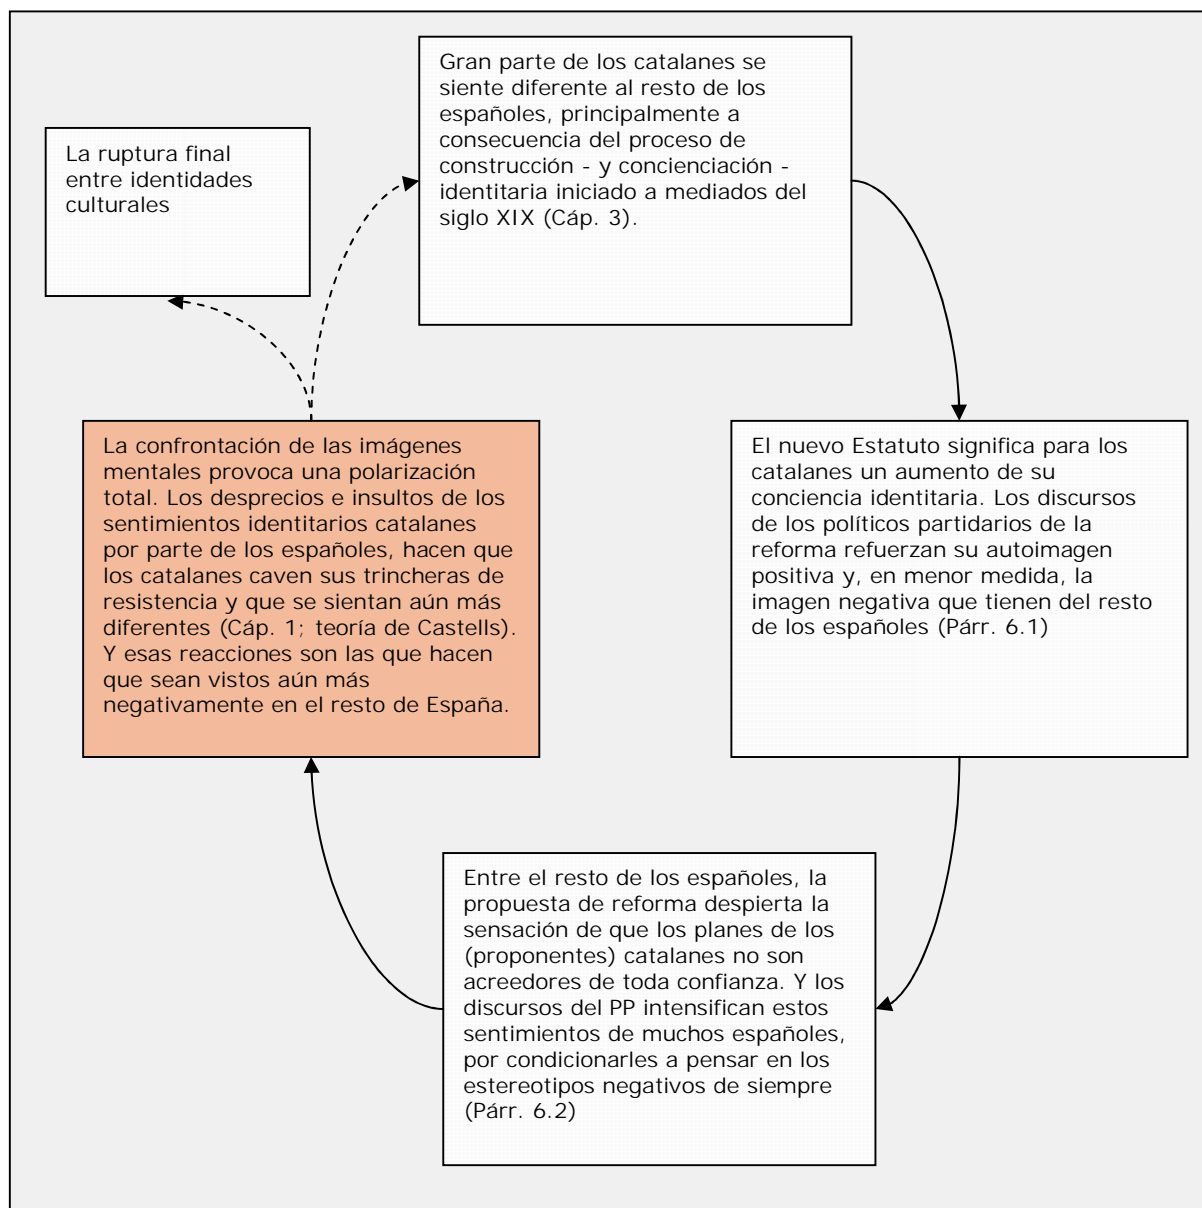 Gran parte de los catalanes se
siente diferente al resto de los
españoles, principalmente a
consecuencia del proceso de
construcción - y concienciación -
identitaria iniciado a mediados del
siglo XIX (Cáp. 3).
La ruptura final
entre identidades
culturales
La confrontación de las imágenes
mentales provoca una polarización
total. Los desprecios e insultos de los
sentimientos identitarios catalanes
por parte de los españoles, hacen que
los catalanes caven sus trincheras de
resistencia y que se sientan aún más
diferentes (Cáp. 1; teoría de Castells).
Y esas reacciones son las que hacen
que sean vistos aún más
negativamente en el resto de España.
El nuevo Estatuto significa para los
catalanes un aumento de su
conciencia identitaria. Los discursos
de los políticos partidarios de la
reforma refuerzan su autoimagen
positiva y, en menor medida, la
imagen negativa que tienen del resto
de los españoles (Párr. 6.1)
Entre el resto de los españoles, la
propuesta de reforma despierta la
sensación de que los planes de los
(proponentes) catalanes no son
acreedores de toda confianza. Y los
discursos del PP intensifican estos
sentimientos de muchos españoles,
por condicionarles a pensar en los
estereotipos negativos de siempre
(Párr. 6.2)